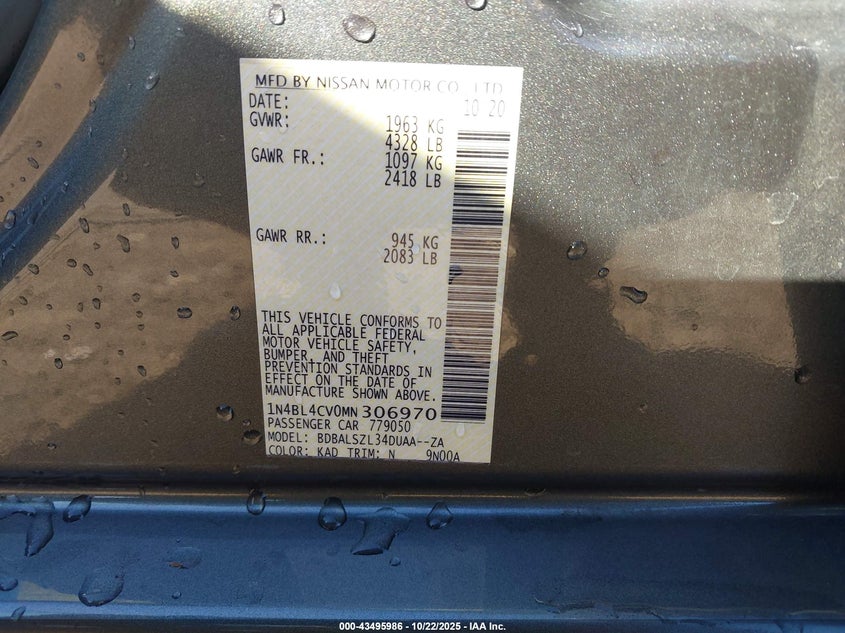 MFD BY NISSAN MOTOR CO., LTD
DATE: 10 20
GVWR: 1963 KG
4328 LB
GAWR FR.: 1097 KG
2418 LB
GAWR RR.: 945 KG
2083 LB
THIS VEHICLE CONFORMS TO
ALL APPLICABLE FEDERAL
MOTOR VEHICLE SAFETY,
BUMPER, AND THEFT
PREVENTION STANDARDS IN
EFFECT ON THE DATE OF
MANUFACTURE SHOWN ABOVE.
1N4BL4CV0MN306970
PASSENGER CAR 779050
MODEL: BDBALSZL34DUAA--ZA
COLOR: KAD TRIM: N 9N00A
000-43495986 - 10/22/2025 - IAA Inc.